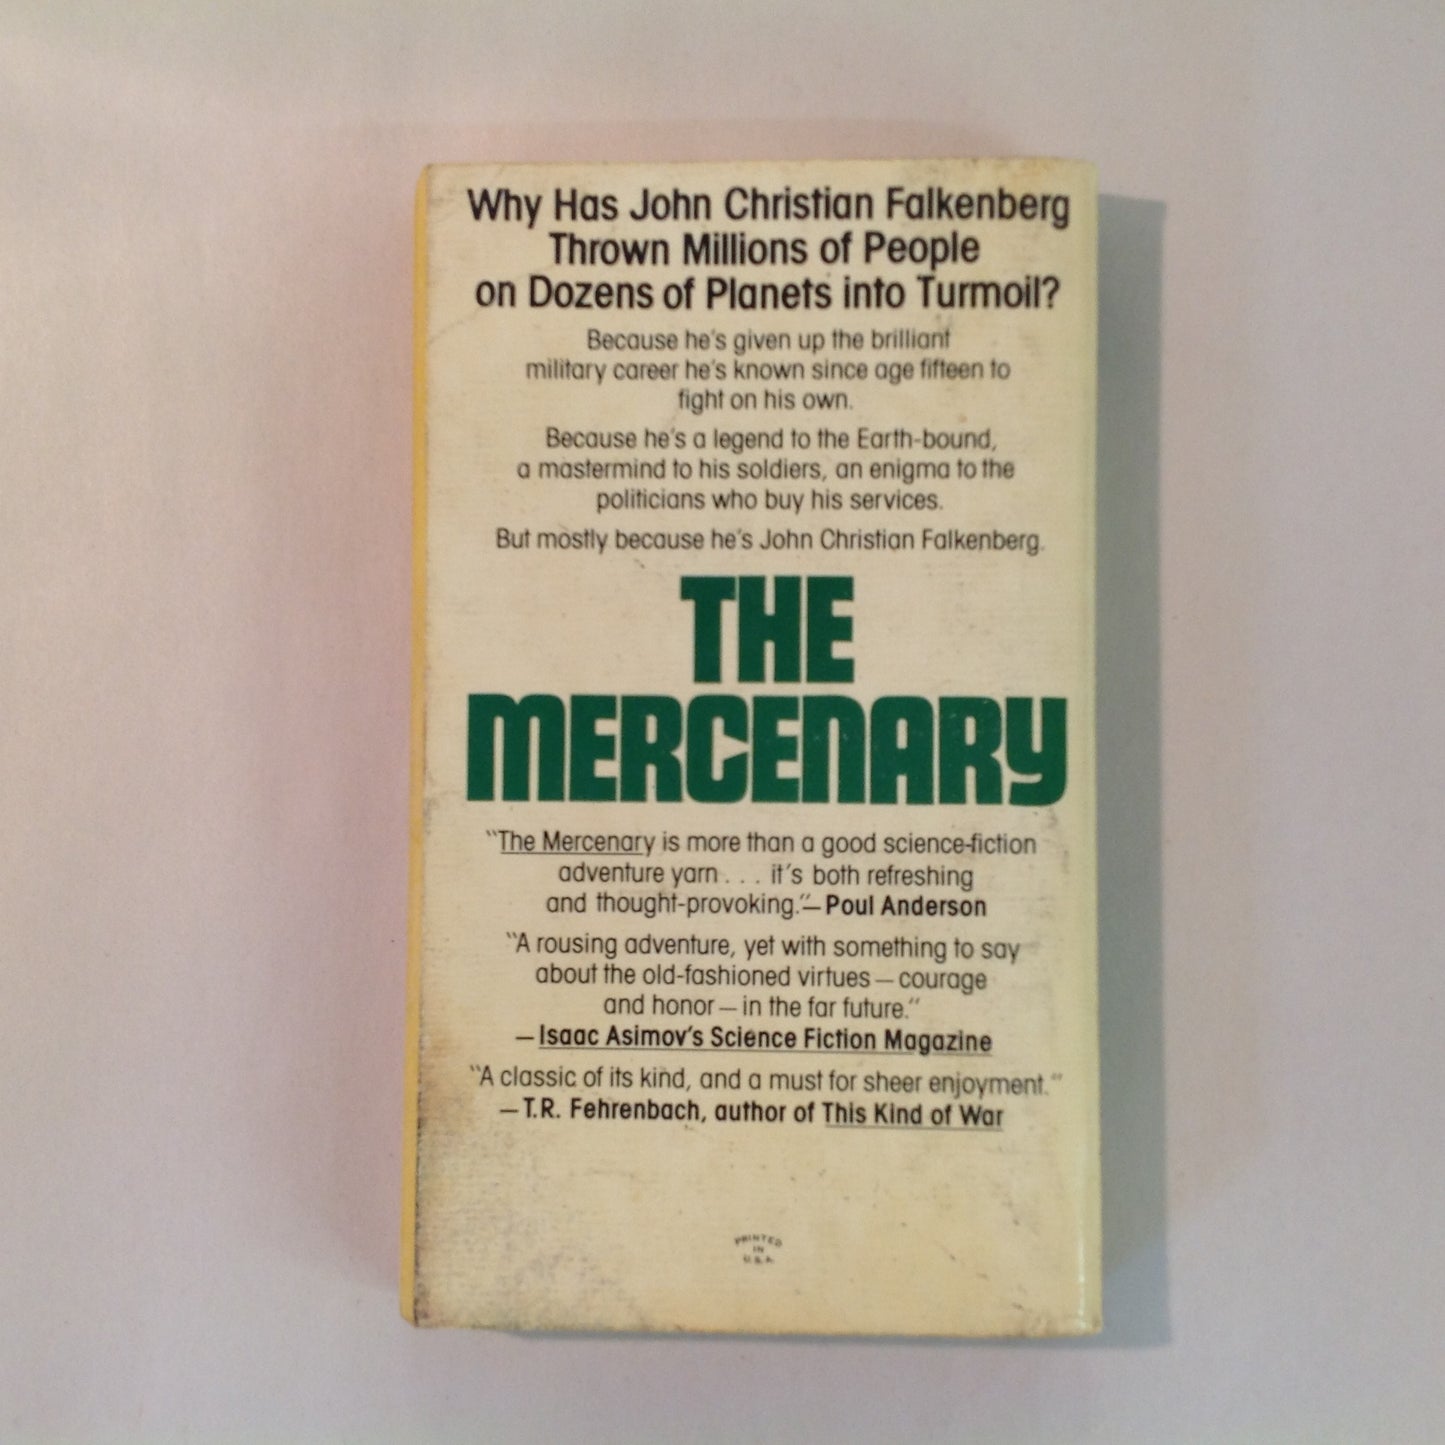 Why Has John Christian Falkenberg
Thrown Millions of People
on Dozens of Planets into Turmoil?
Because he's given up the brilliant
military career he's known since age fifteen to
fight on his own.
Because he's a legend to the Earth-bound,
a mastermind to his soldiers, an enigma to the
politicians who buy his services.
But mostly because he's John Christian Falkenberg.
THE
MERCENARY
"The Mercenary is more than a good science-fiction
adventure yarn . . . it's both refreshing
and thought-provoking."—Poul Anderson
"A rousing adventure, yet with something to say
about the old-fashioned virtues — courage
and honor — in the far future."
—Isaac Asimov's Science Fiction Magazine
"A classic of its kind, and a must for sheer enjoyment."
—T.R. Fehrenbach, author of This Kind of War
PRINTED
IN
U.S.A.